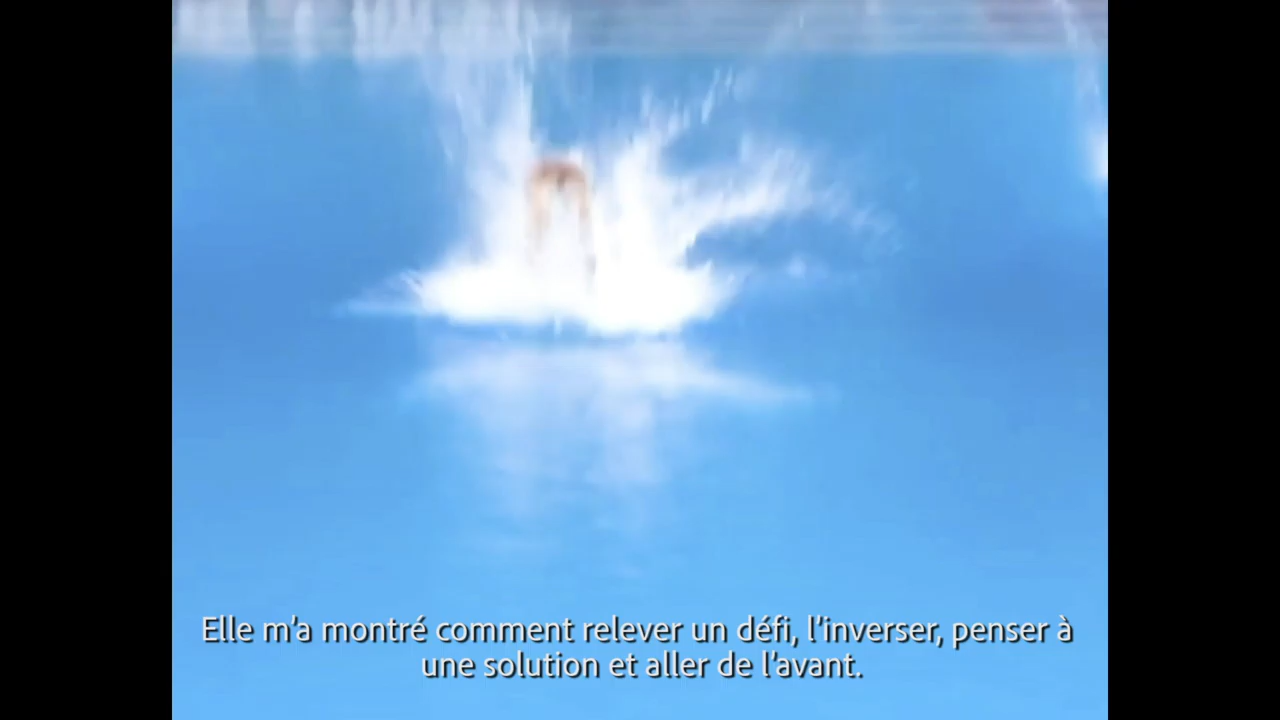 Elle m'a montré comment relever un défi, l'inverser, penser à
une solution et aller de l'avant.